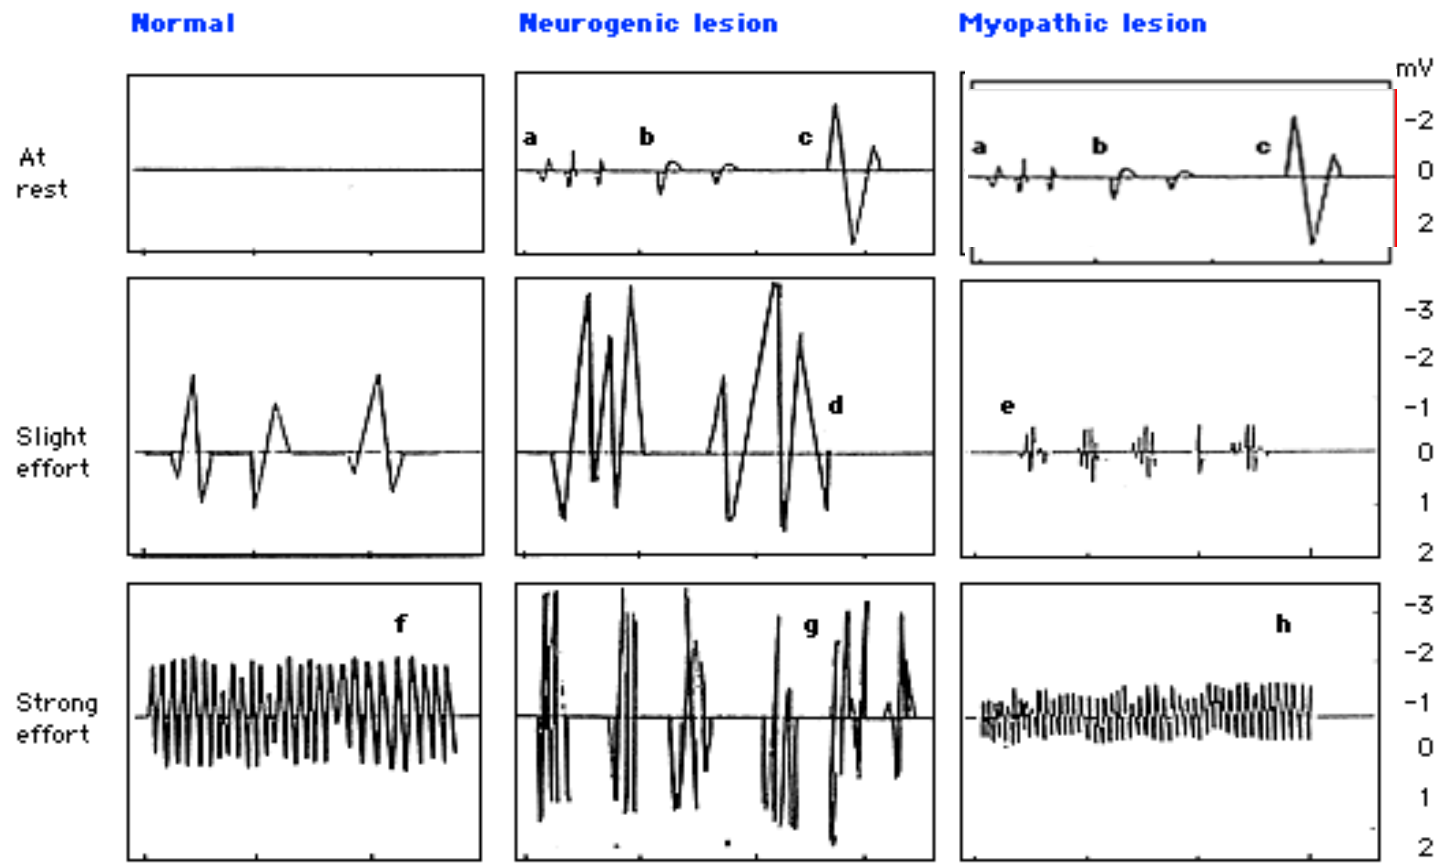 Normal Neurogenic lesion Myopathic lesion
mV
At
rest
a b c
a b c
-2
0
2
Slight
effort
d
e
-3
-2
-1
0
1
2
Strong
effort
f
g
h
-3
-2
-1
0
1
2